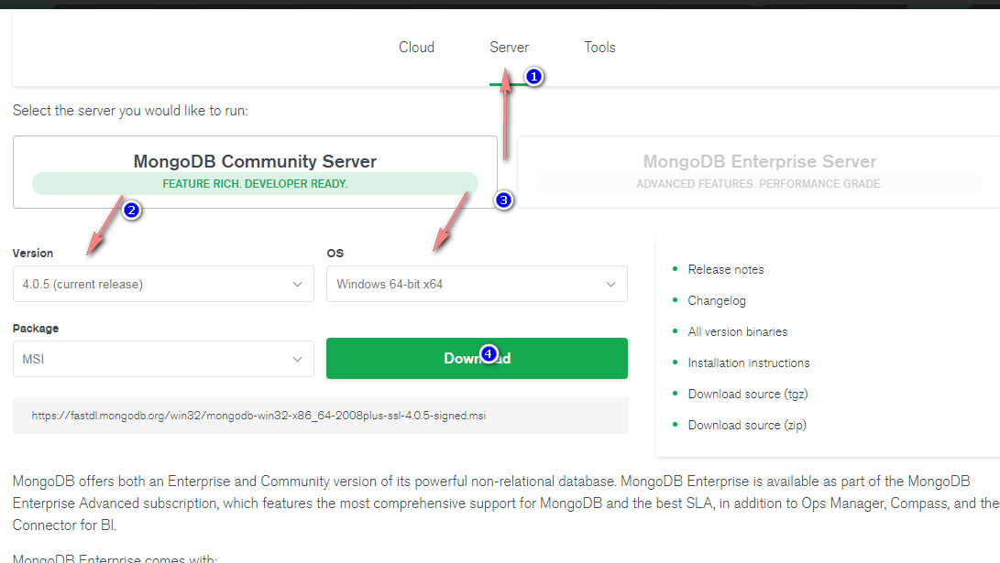 Cloud Server Tools
1
Select the server you would like to run:
MongoDB Community Server
FEATURE RICH. DEVELOPER READY.
MongoDB Enterprise Server
ADVANCED FEATURES. PERFORMANCE GRADE.
2
3
Version
4.0.5 (current release)
OS
Windows 64-bit x64
Package
MSI
Download
4
https://fastdl.mongodb.org/win32/mongodb-win32-x86_64-2008plus-ssl-4.0.5-signed.msi
Release notes
Changelog
All version binaries
Installation instructions
Download source (tgz)
Download source (zip)
MongoDB offers both an Enterprise and Community version of its powerful non-relational database. MongoDB Enterprise is available as part of the MongoDB
Enterprise Advanced subscription, which features the most comprehensive support for MongoDB and the best SLA, in addition to Ops Manager, Compass, and the
Connector for BI.
MongoDB Enterprise comes with: